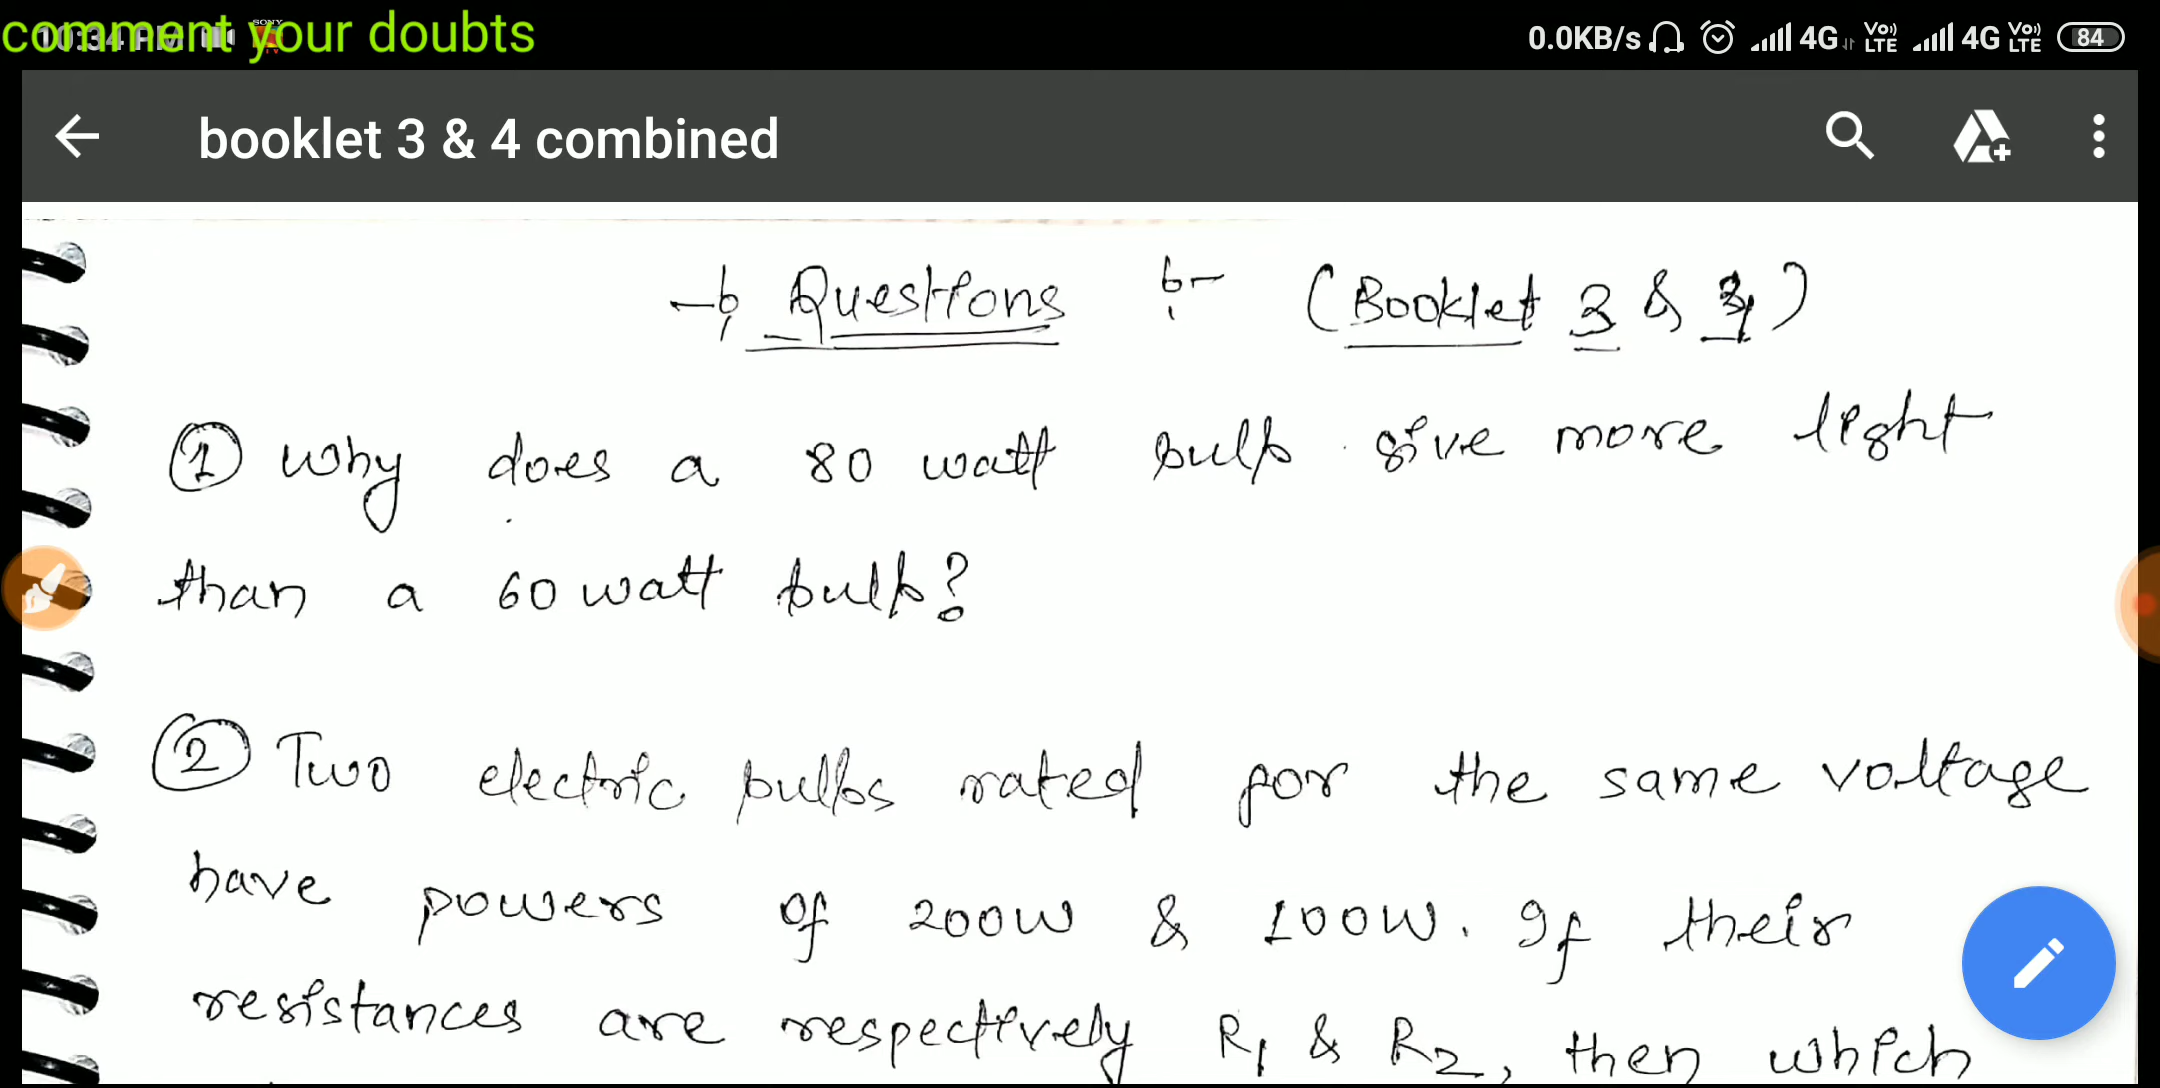 comment your doubts
0.0KB/s 4G VoLTE 4G VoLTE 84
booklet 3 & 4 combined
Questions :- (Booklet 3 & 4)
① Why does a 80 watt bulb give more light
than a 60 watt bulb?
② Two electric bulbs rated for the same voltage
have powers of 200W & 100W. If their
resistances are respectively R1 & R2, then which